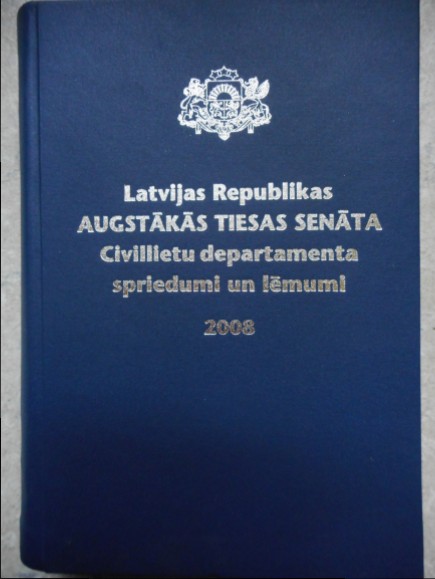 Latvijas Republikas
AUGSTĀKĀS TIESAS SENĀTA
Civillietu departamenta
spriedumi un lēmumi
2008